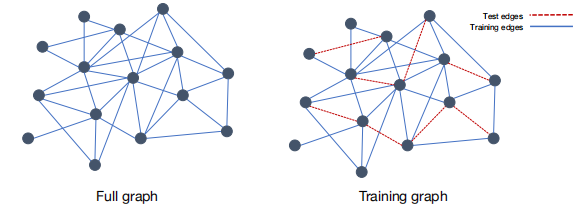 Test edges
Training edges
Full graph
Training graph